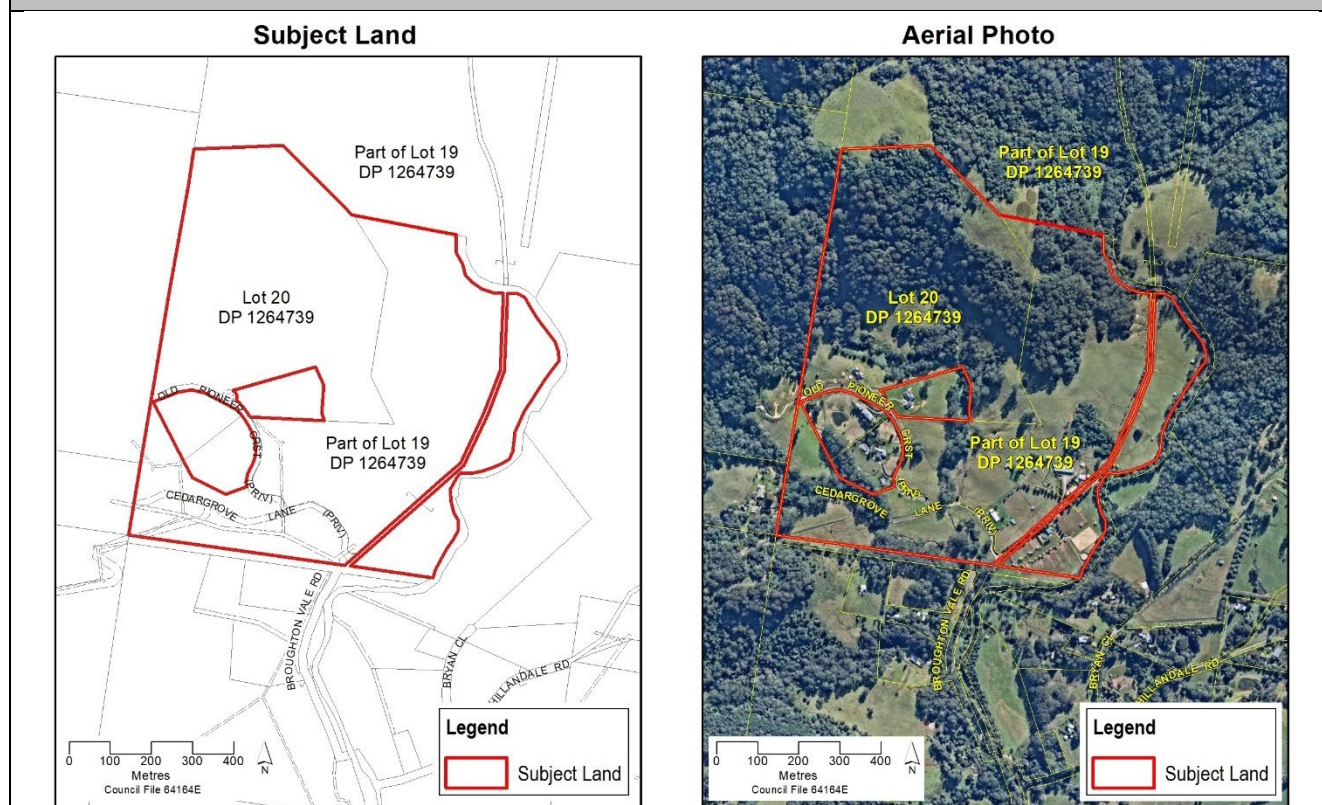 Subject Land
Part of Lot 19
DP 1264739
Lot 20
DP 1264739
OLD PIONEER CRST (PRIV)
Part of Lot 19
DP 1264739
CEDARGROVE LANE (PRIV)
BROUGHTON VALE RD
BRYAN CL
HILLANDALE RD
0 100 200 300 400
Metres
Council File 64164E
N
Legend
Subject Land
Aerial Photo
Part of Lot 19
DP 1264739
Lot 20
DP 1264739
OLD PIONEER CRST (PRIV)
Part of Lot 19
DP 1264739
CEDARGROVE LANE (PRIV)
BROUGHTON VALE RD
BRYAN CL
HILLANDALE RD
0 100 200 300 400
Metres
Council File 64164E
N
Legend
Subject Land